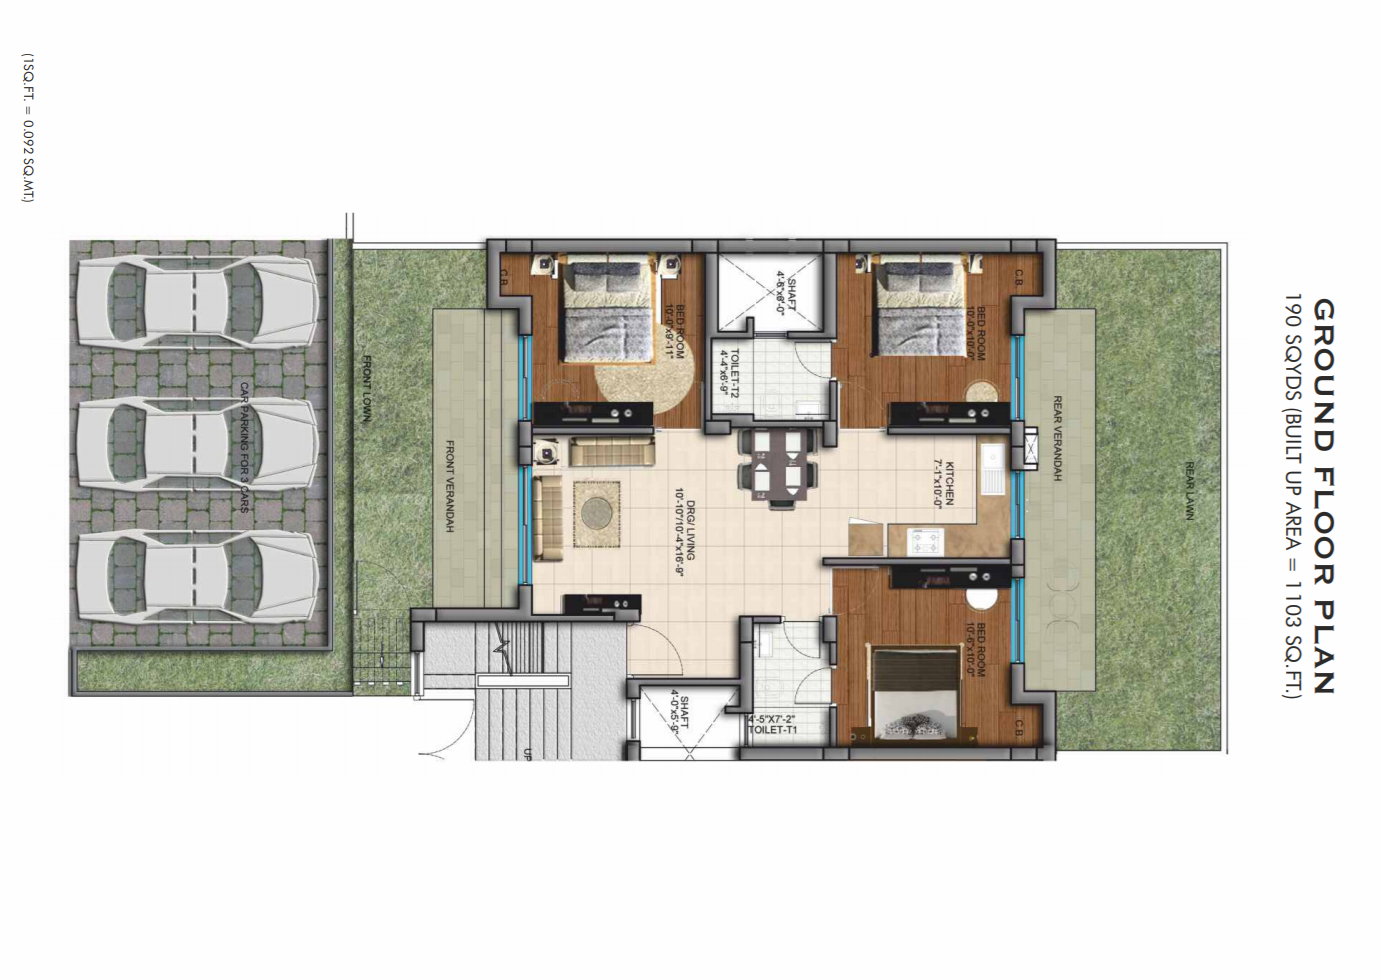 GROUND FLOOR PLAN
190 SQYDS (BUILT UP AREA = 1103 SQ.FT.)
REAR LAWN
REAR VERANDAH
C.B.
C.B.
BED ROOM
10'-0"x10'-0"
KITCHEN
7'-1"x10'-0"
BED ROOM
10'-6"x10'-0"
SHAFT
4'-6"x6'-0"
TOILET-T2
4'-4"x6'-9"
4'-5"X7'-2"
TOILET-T1
BED ROOM
10'-0"x9'-11"
DRG/ LIVING
10'-10"/10'-4"x16'-9"
SHAFT
4'-0"x5'-9"
C.B.
UP
FRONT VERANDAH
FRONT LOWN
CAR PARKING FOR 3 CARS
(1SQ.FT. = 0.092 SQ.MT.)